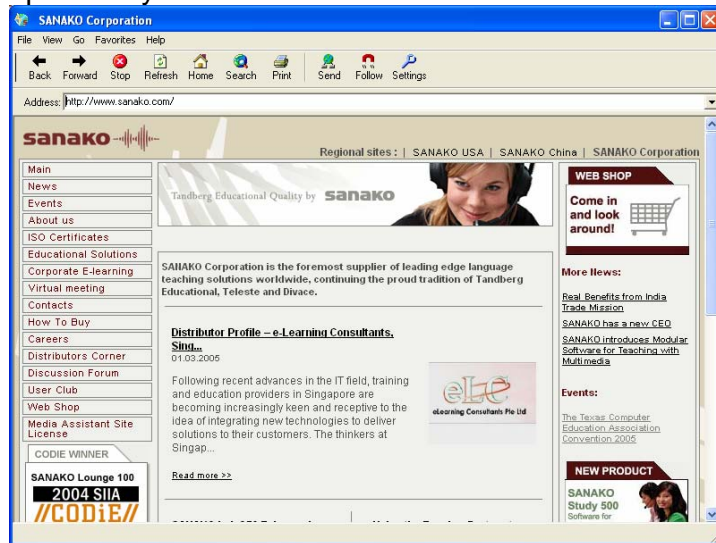 SANAKO Corporation
File View Go Favorites Help
Back Forward Stop Refresh Home Search Print Send Follow Settings
Address: http://www.sanako.com/
sanako
Regional sites : | SANAKO USA | SANAKO China | SANAKO Corporation
Main
News
Events
About us
ISO Certificates
Educational Solutions
Corporate E-learning
Virtual meeting
Contacts
How To Buy
Careers
Distributors Corner
Discussion Forum
User Club
Web Shop
Media Assistant Site
License
CODIE WINNER
SANAKO Lounge 100
2004 SIIA
//CODiE//
Tandberg Educational Quality by sanako
SANAKO Corporation is the foremost supplier of leading edge language
teaching solutions worldwide, continuing the proud tradition of Tandberg
Educational, Teleste and Divace.
Distributor Profile – e-Learning Consultants,
Sing...
01.03.2005
Following recent advances in the IT field, training
and education providers in Singapore are
becoming increasingly keen and receptive to the
idea of integrating new technologies to deliver
solutions to their customers. The thinkers at
Singap...
eLC
eLearning Consultants Pte Ltd
Read more >>
WEB SHOP
Come in
and look
around!
More News:
Real Benefits from India
Trade Mission
SANAKO has a new CEO
SANAKO introduces Modular
Software for Teaching with
Multimedia
Events:
The Texas Computer
Education Association
Convention 2005
NEW PRODUCT
SANAKO
Study 500
Software for